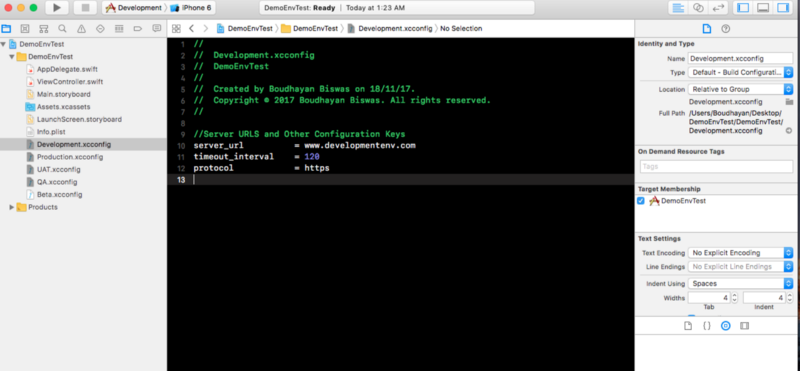 Development
iPhone 6
DemoEnvTest: Ready
Today at 1:23 AM
DemoEnvTest
DemoEnvTest
AppDelegate.swift
ViewController.swift
Main.storyboard
Assets.xcassets
LaunchScreen.storyboard
Info.plist
Development.xcconfig
Production.xcconfig
UAT.xcconfig
QA.xcconfig
Beta.xcconfig
Products
DemoEnvTest
DemoEnvTest
Development.xcconfig
No Selection
1 //
2 // Development.xcconfig
3 // DemoEnvTest
4 //
5 // Created by Boudhayan Biswas on 18/11/17.
6 // Copyright © 2017 Boudhayan Biswas. All rights reserved.
7 //
8
9 //Server URLS and Other Configuration Keys
10 server_url = www.developmentenv.com
11 timeout_interval = 120
12 protocol = https
13
Identity and Type
Name Development.xcconfig
Type Default - Build Configurati...
Location Relative to Group
Development.xcconfig
Full Path /Users/Boudhayan/Desktop/
DemoEnvTest/DemoEnvTest/
Development.xcconfig
On Demand Resource Tags
Tags
Target Membership
DemoEnvTest
Text Settings
Text Encoding No Explicit Encoding
Line Endings No Explicit Line Endings
Indent Using Spaces
Widths 4 4
Tab Indent